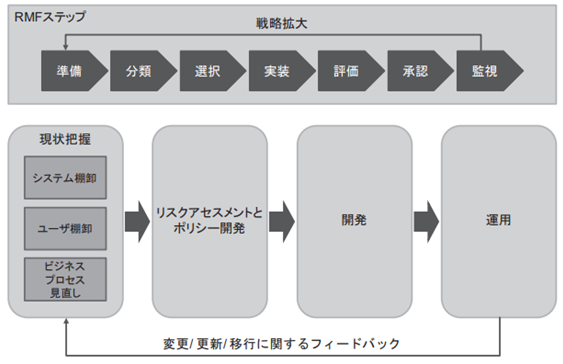 RMFステップ
戦略拡大
準備
分類
選択
実装
評価
承認
監視
現状把握
システム棚卸
ユーザ棚卸
ビジネス
プロセス
見直し
リスクアセスメントと
ポリシー開発
開発
運用
変更/更新/移行に関するフィードバック